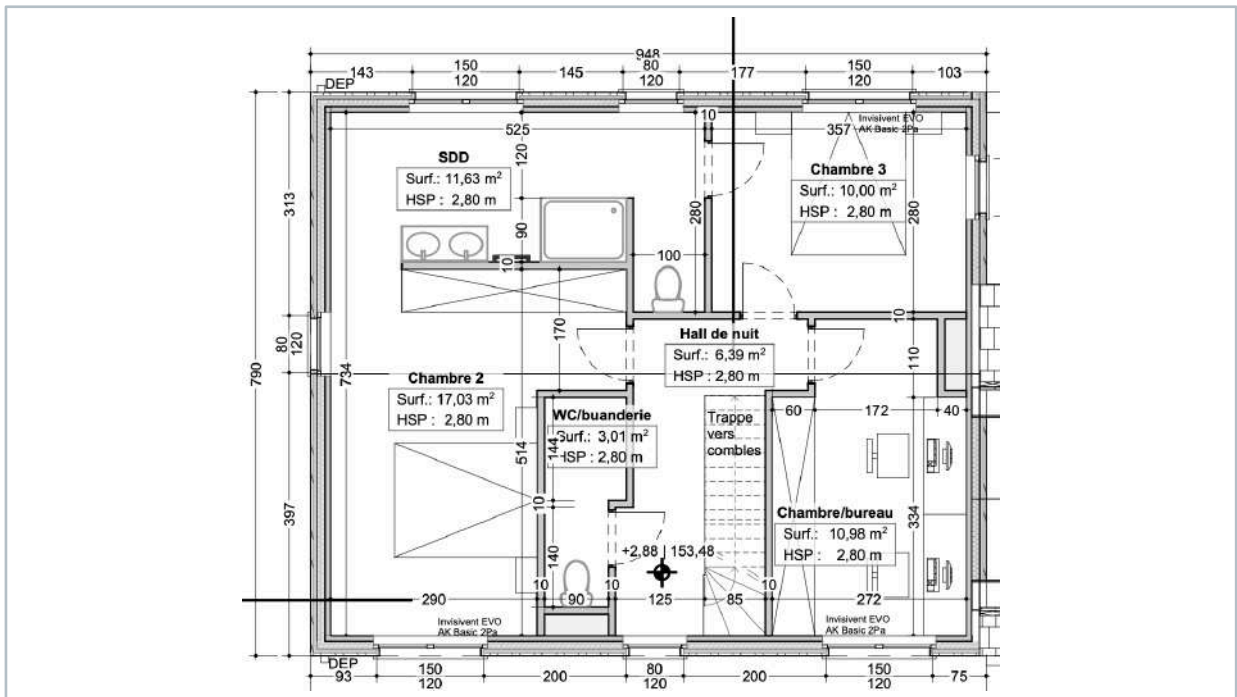 948
143
150
120
145
80
120
177
150
120
103
DEP
10
Invisivent EVO
AK Basic 2Pa
525
357
120
SDD
Surf.: 11,63 m²
HSP : 2,80 m
Chambre 3
Surf.: 10,00 m²
HSP : 2,80 m
313
280
280
90
100
10
10
170
Hall de nuit
Surf.: 6,39 m²
HSP : 2,80 m
110
80
120
790
734
Chambre 2
Surf.: 17,03 m²
HSP : 2,80 m
60
172
40
WC/buanderie
Surf.: 3,01 m²
HSP : 2,80 m
144
Trappe
vers
combles
514
10
397
Chambre/bureau
Surf.: 10,98 m²
HSP : 2,80 m
334
140
+2,88 | 153,48
10
10
10
290
90
125
85
272
Invisivent EVO
AK Basic 2Pa
Invisivent EVO
AK Basic 2Pa
DEP
93
150
120
200
80
120
200
150
120
75